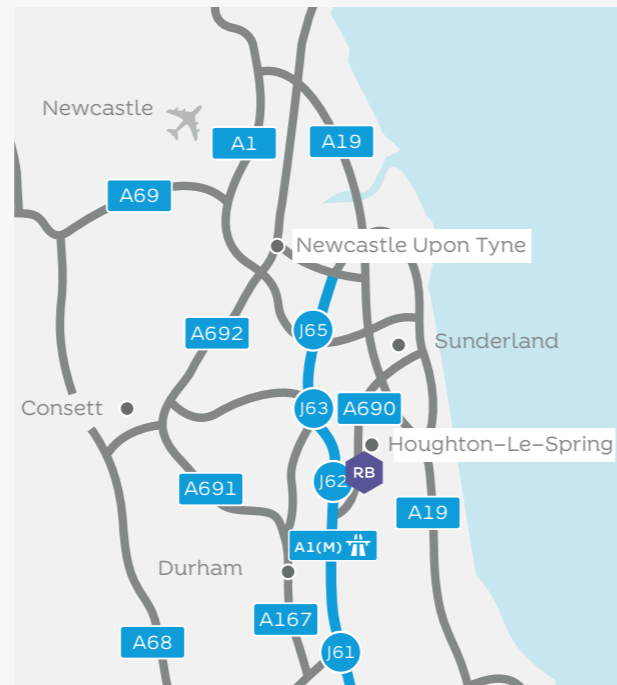 Newcastle
A1
A19
A69
Newcastle Upon Tyne
J65
A692
Sunderland
J63
A690
Consett
Houghton–Le–Spring
RB
J62
A691
A19
A1(M)
Durham
A167
A68
J61